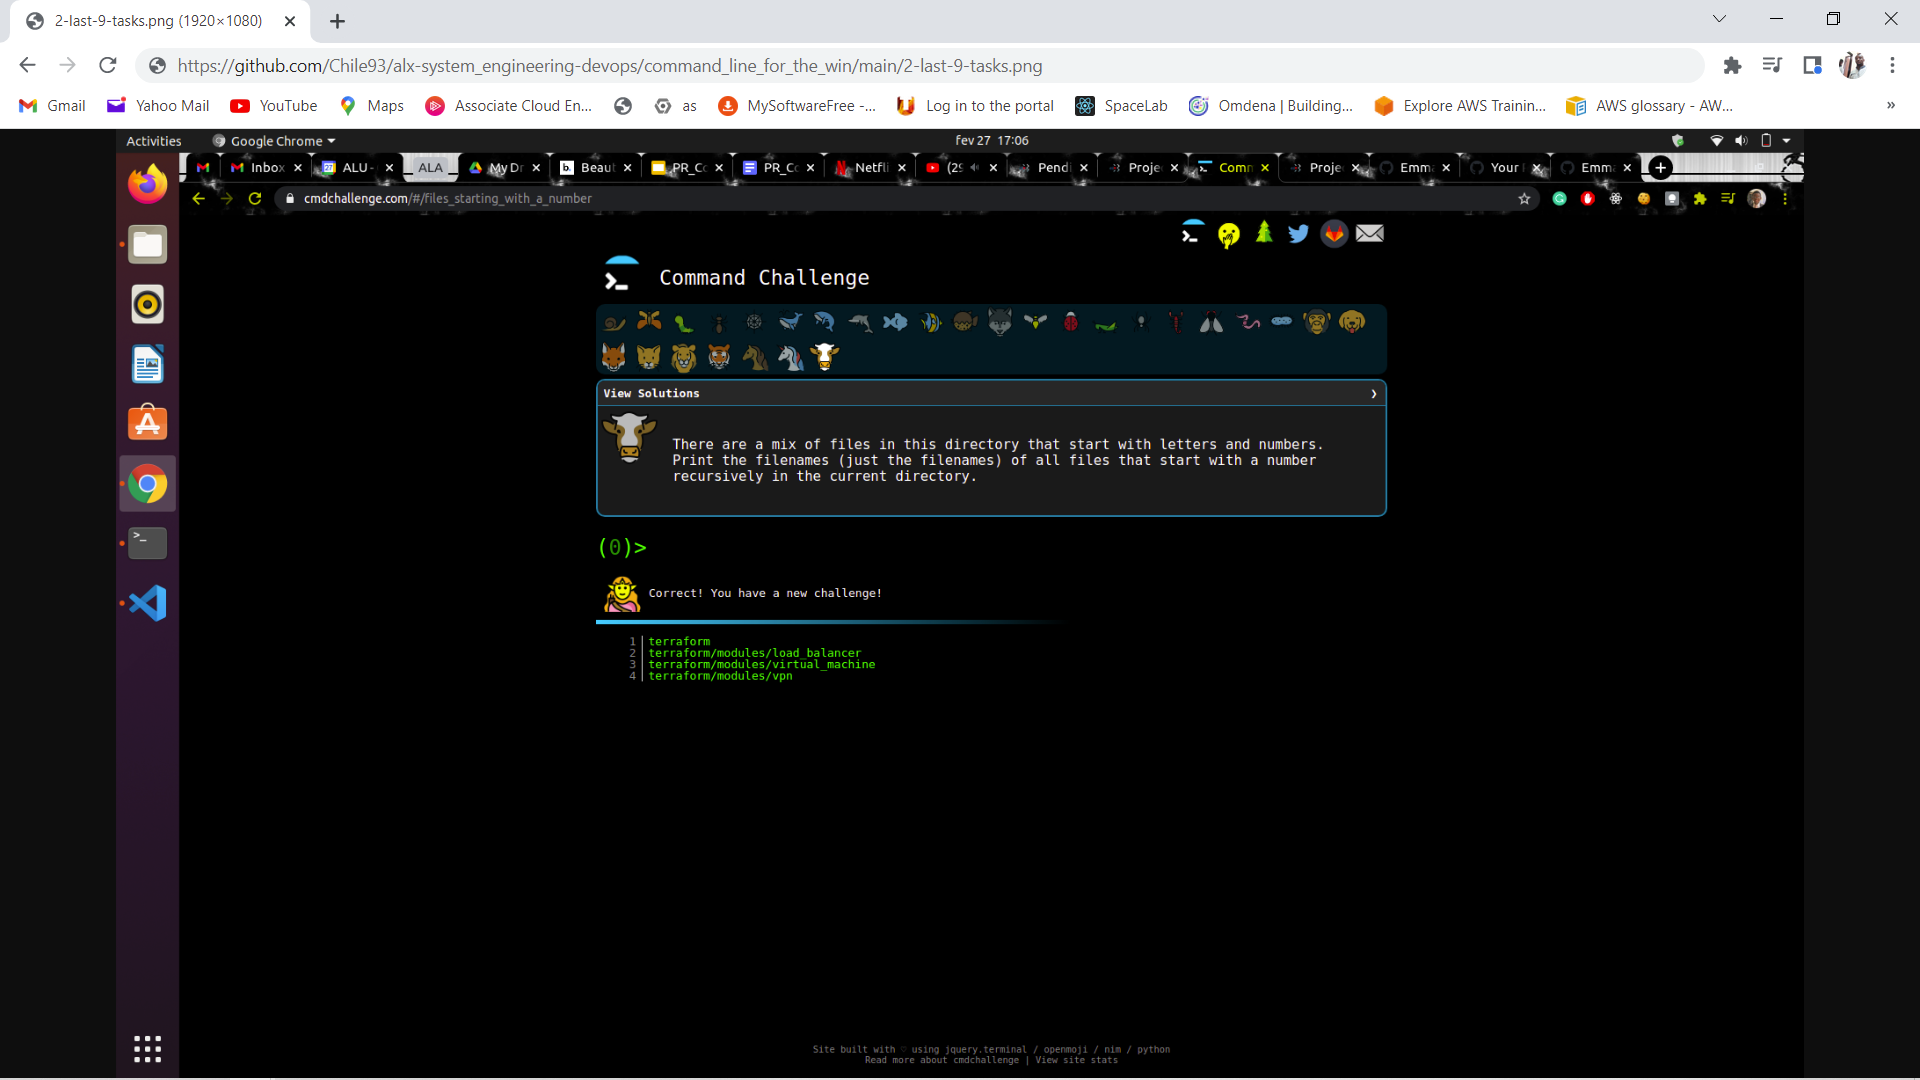 2-last-9-tasks.png (1920×1080)
https://github.com/Chile93/alx-system_engineering-devops/command_line_for_the_win/main/2-last-9-tasks.png
Gmail Yahoo Mail YouTube Maps Associate Cloud En... as MySoftwareFree -... Log in to the portal SpaceLab Omdena | Building... Explore AWS Trainin... AWS glossary - AW... »
Activities Google Chrome fev 27 17:06
Inbox ALU - ALA My Dr Beaut PR_Co PR_Co Netfli (29 Pendi Proje Comm Proje Emma Your Emma
cmdchallenge.com/#/files_starting_with_a_number
Command Challenge
View Solutions
There are a mix of files in this directory that start with letters and numbers.
Print the filenames (just the filenames) of all files that start with a number
recursively in the current directory.
(0)>
Correct! You have a new challenge!
1 terraform
2 terraform/modules/load_balancer
3 terraform/modules/virtual_machine
4 terraform/modules/vpn
Site built with ♡ using jquery.terminal / openmoji / nim / python
Read more about cmdchallenge | View site stats